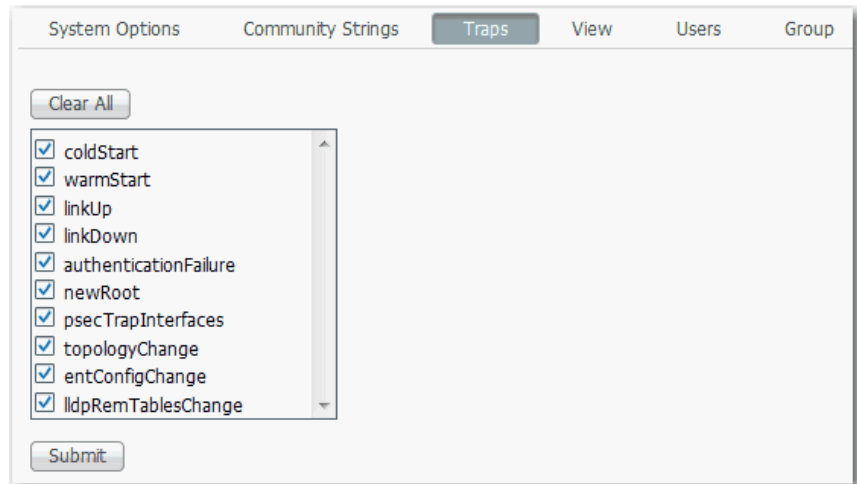 System Options Community Strings Traps View Users Group
Clear All
coldStart
warmStart
linkUp
linkDown
authenticationFailure
newRoot
psecTrapInterfaces
topologyChange
entConfigChange
lldpRemTablesChange
Submit